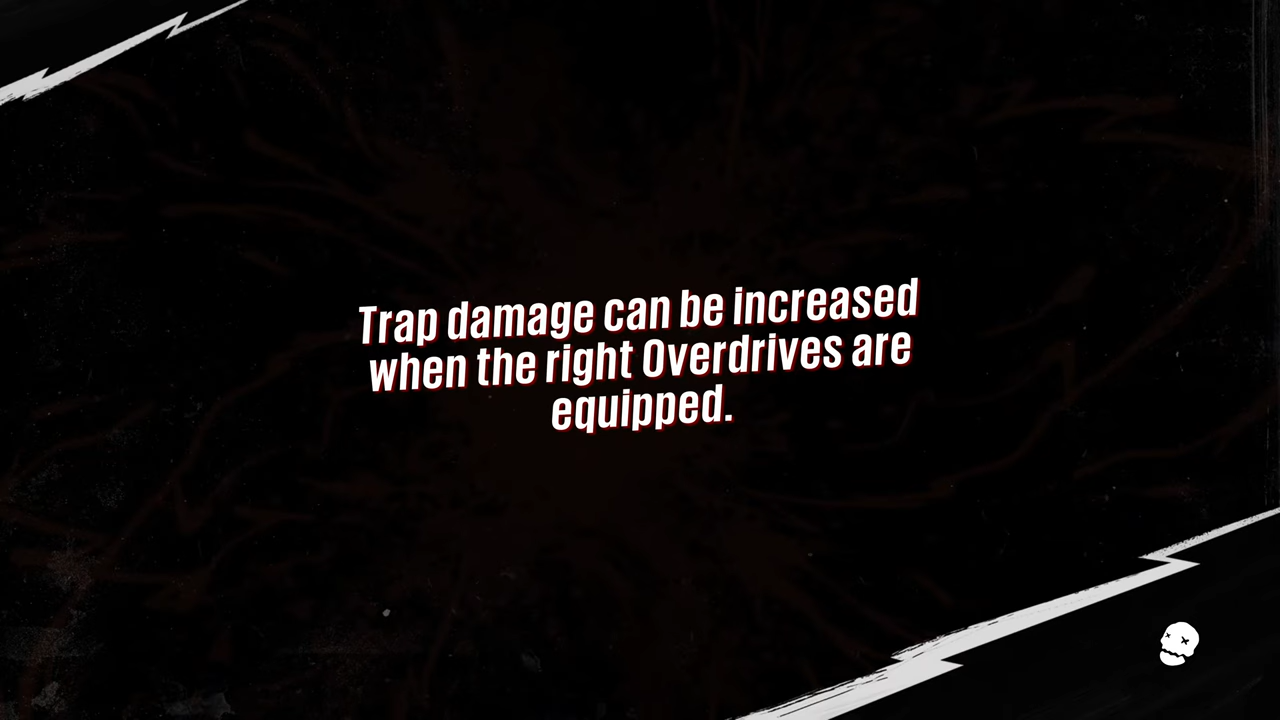 Trap damage can be increased
when the right Overdrives are
equipped.